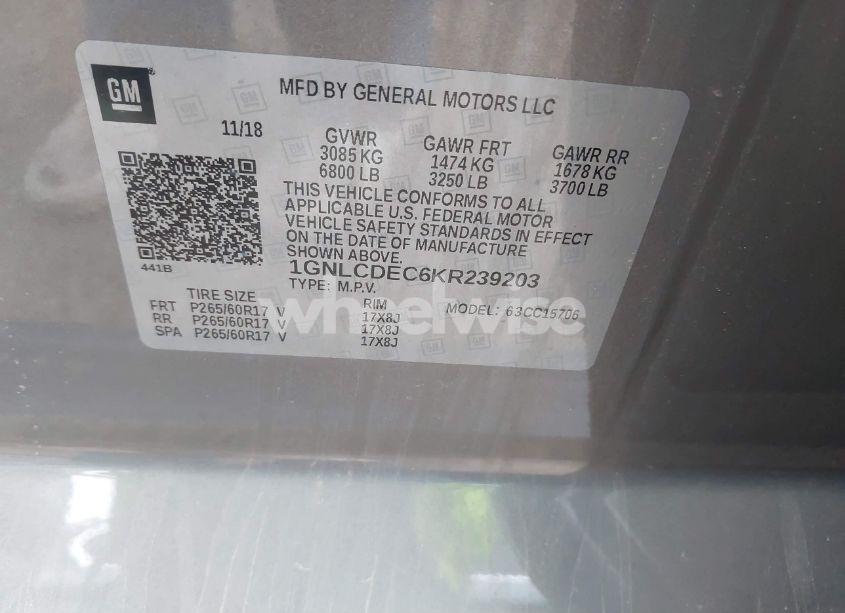 GM
MFD BY GENERAL MOTORS LLC
11/18
GVWR
3085 KG
6800 LB
GAWR FRT
1474 KG
3250 LB
GAWR RR
1678 KG
3700 LB
THIS VEHICLE CONFORMS TO ALL
APPLICABLE U.S. FEDERAL MOTOR
VEHICLE SAFETY STANDARDS IN EFFECT
ON THE DATE OF MANUFACTURE
SHOWN ABOVE.
441B
1GNLCDEC6KR239203
TYPE: M.P.V.
MODEL: 63CC15706
TIRE SIZE RIM
FRT P265/60R17 V 17X8J
RR P265/60R17 V 17X8J
SPA P265/60R17 V 17X8J
wheelwise